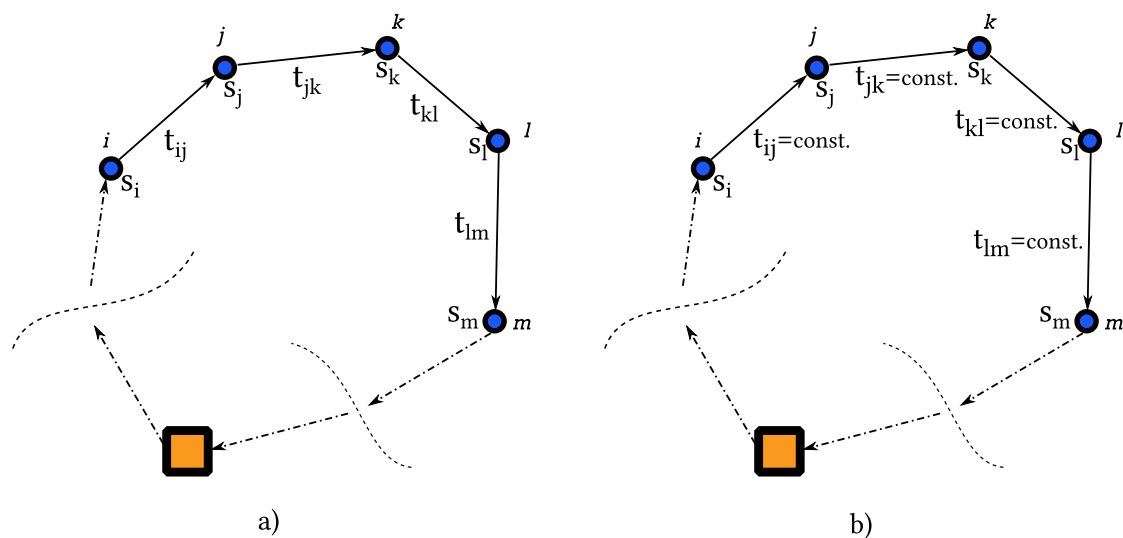 k
j
s_k
s_j
t_jk
t_kl
i
t_ij
s_l
l
s_i
t_lm
s_m
m
a)
k
j
s_k
s_j
t_jk=const.
t_kl=const.
i
t_ij=const.
s_l
l
s_i
t_lm=const.
s_m
m
b)